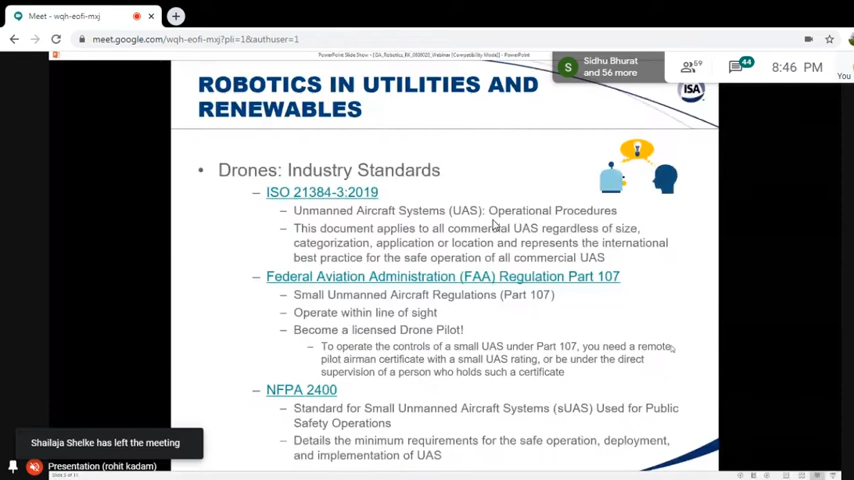 Meet - wqh-eofi-mxj
meet.google.com/wqh-eofi-mxj?pli=1&authuser=1
Sidhu Bhurat
and 56 more
59
44
8:46 PM
You
ROBOTICS IN UTILITIES AND
RENEWABLES
ISA
• Drones: Industry Standards
– ISO 21384-3:2019
– Unmanned Aircraft Systems (UAS): Operational Procedures
– This document applies to all commercial UAS regardless of size,
categorization, application or location and represents the international
best practice for the safe operation of all commercial UAS
– Federal Aviation Administration (FAA) Regulation Part 107
– Small Unmanned Aircraft Regulations (Part 107)
– Operate within line of sight
– Become a licensed Drone Pilot!
– To operate the controls of a small UAS under Part 107, you need a remote
pilot airman certificate with a small UAS rating, or be under the direct
supervision of a person who holds such a certificate
– NFPA 2400
– Standard for Small Unmanned Aircraft Systems (sUAS) Used for Public
Safety Operations
– Details the minimum requirements for the safe operation, deployment,
and implementation of UAS
Shailaja Shelke has left the meeting
Presentation (rohit kadam)